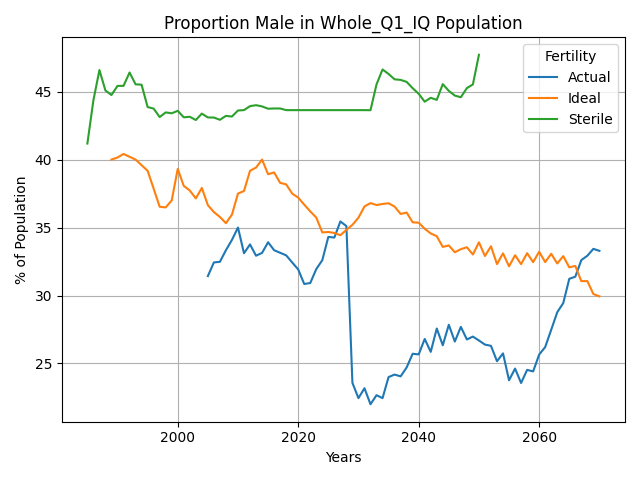 Proportion Male in Whole_Q1_IQ Population
Fertility
Actual
Ideal
Sterile
% of Population
45
40
35
30
25
2000
2020
2040
2060
Years